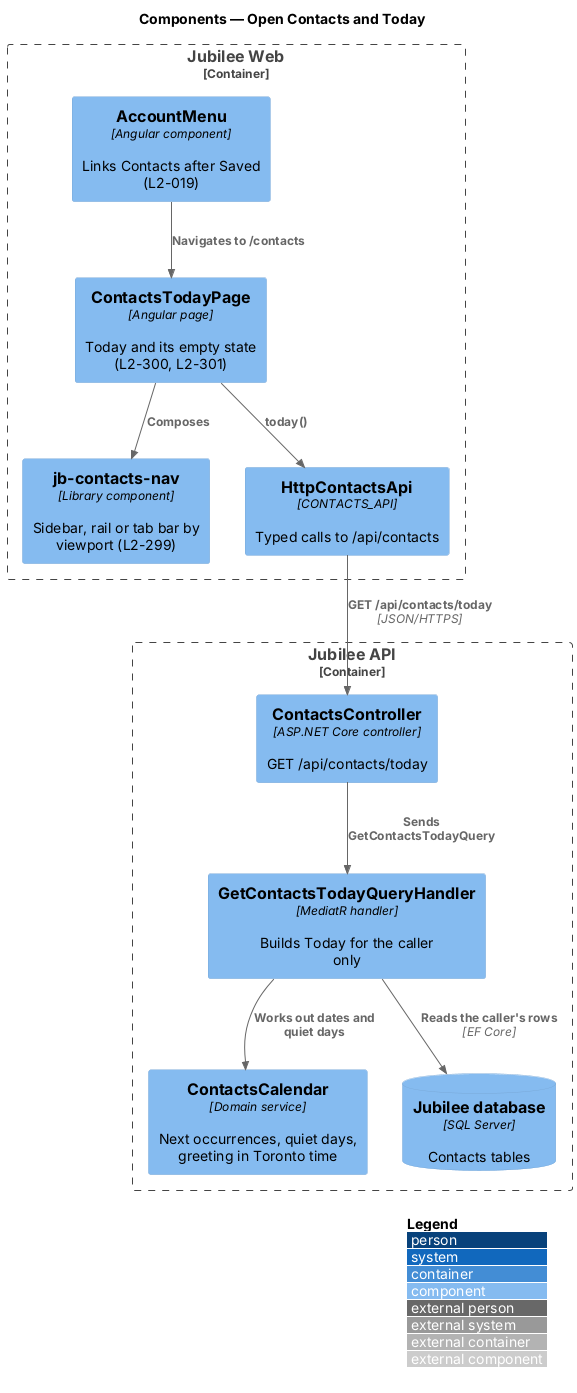 Components — Open Contacts and Today
Jubilee Web
[Container]
AccountMenu
[Angular component]
Links Contacts after Saved
(L2-019)
Navigates to /contacts
ContactsTodayPage
[Angular page]
Today and its empty state
(L2-300, L2-301)
Composes
today()
jb-contacts-nav
[Library component]
Sidebar, rail or tab bar by
viewport (L2-299)
HttpContactsApi
[CONTACTS_API]
Typed calls to /api/contacts
GET /api/contacts/today
[JSON/HTTPS]
Jubilee API
[Container]
ContactsController
[ASP.NET Core controller]
GET /api/contacts/today
Sends
GetContactsTodayQuery
GetContactsTodayQueryHandler
[MediatR handler]
Builds Today for the caller
only
Works out dates and
quiet days
Reads the caller's rows
[EF Core]
ContactsCalendar
[Domain service]
Next occurrences, quiet days,
greeting in Toronto time
Jubilee database
[SQL Server]
Contacts tables
Legend
person
system
container
component
external person
external system
external container
external component